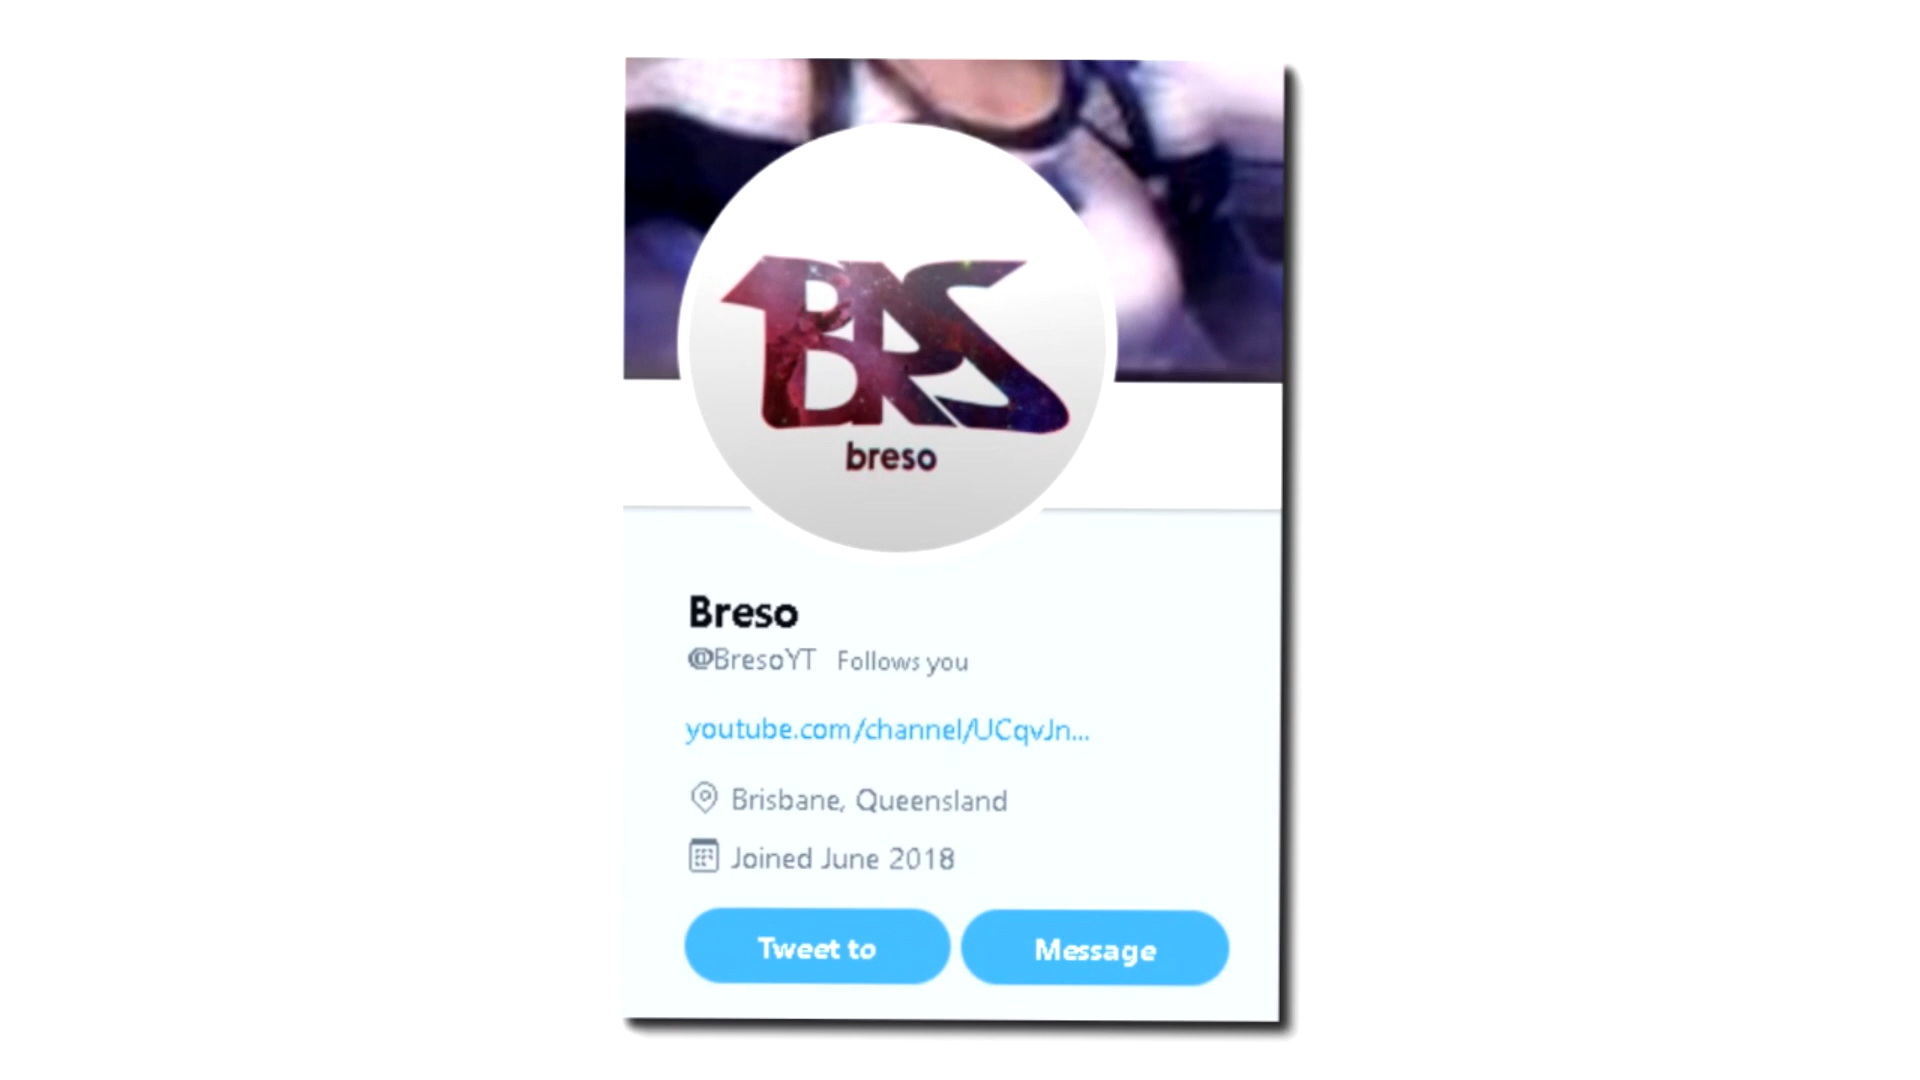 BRS
breso
Breso
@BresoYT Follows you
youtube.com/channel/UCqvJn...
Brisbane, Queensland
Joined June 2018
Tweet to
Message